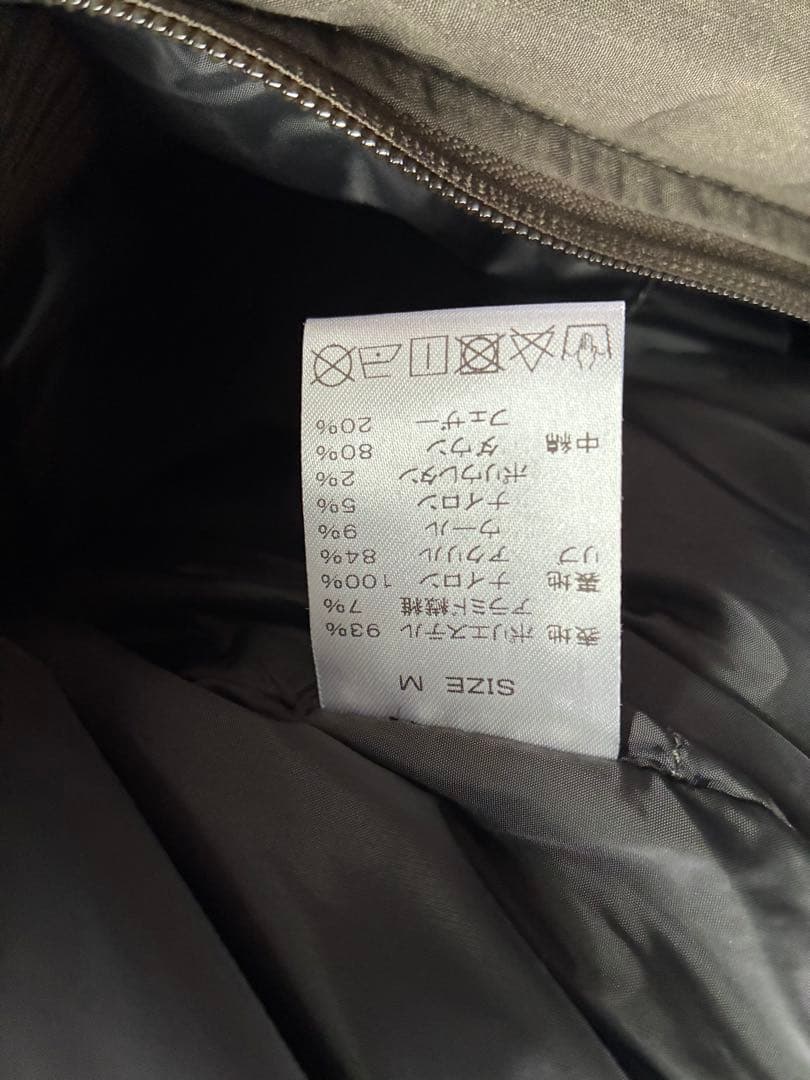 SIZE M
表地 ポリエステル 93%
アラミド繊維 7%
裏地 ナイロン 100%
リブ アクリル 84%
ウール 9%
ナイロン 5%
ポリウレタン 2%
中綿 ダウン 80%
フェザー 20%